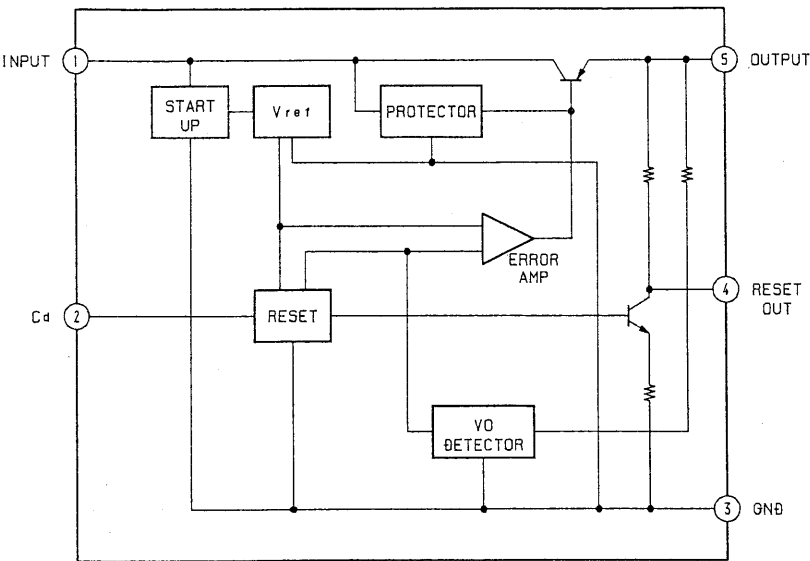 INPUT 1
5 OUTPUT
START
UP
Vref
PROTECTOR
ERROR
AMP
4 RESET
OUT
Cd 2
RESET
VO
DETECTOR
3 GND